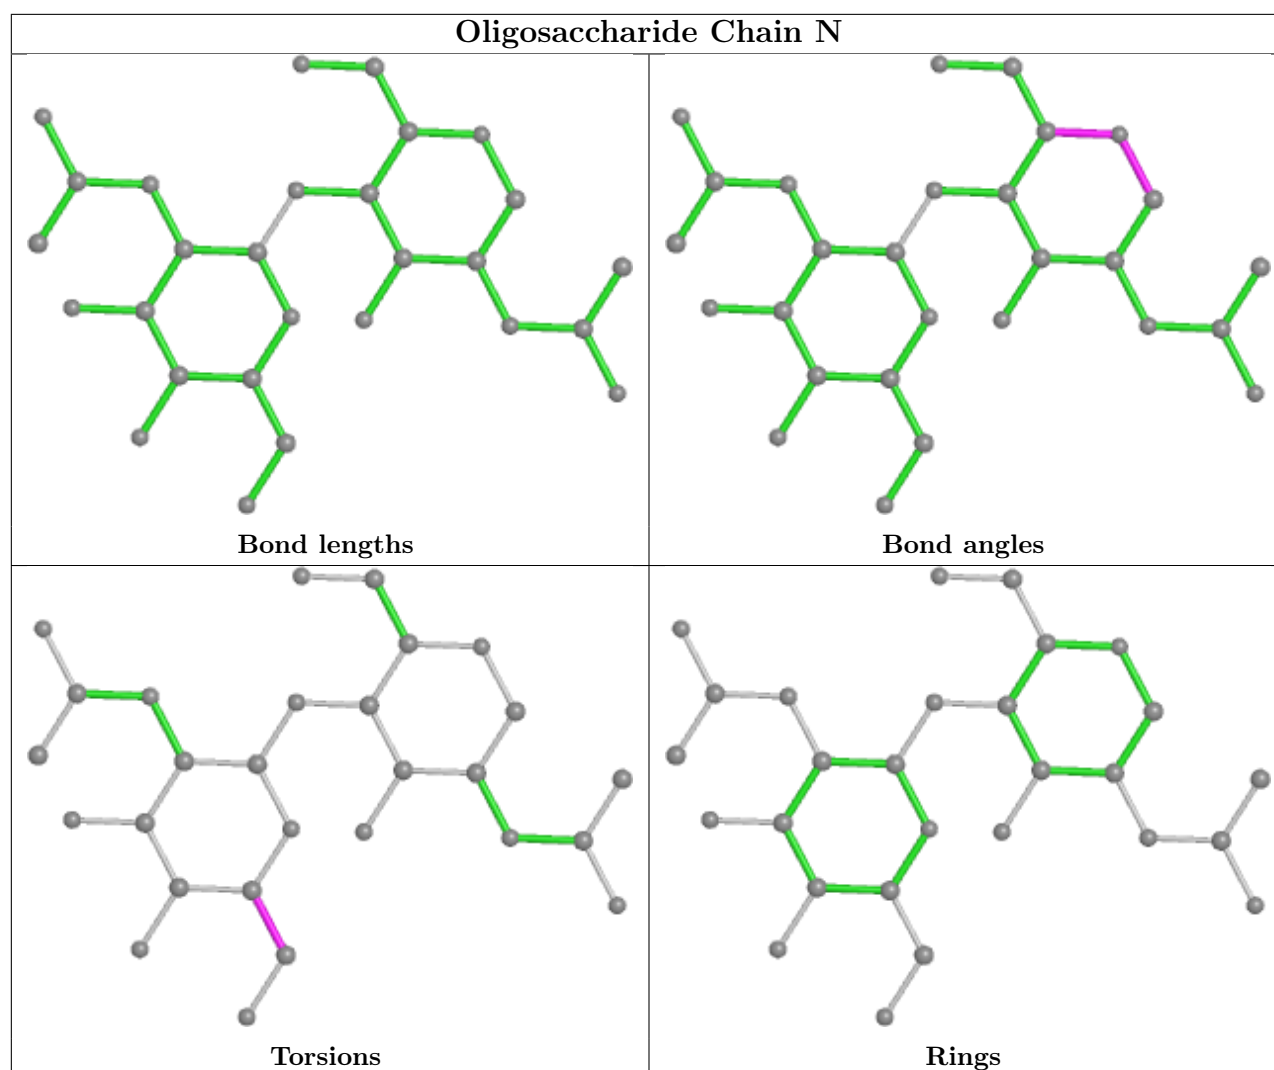 Oligosaccharide Chain N
Bond lengths
Bond angles
Torsions
Rings